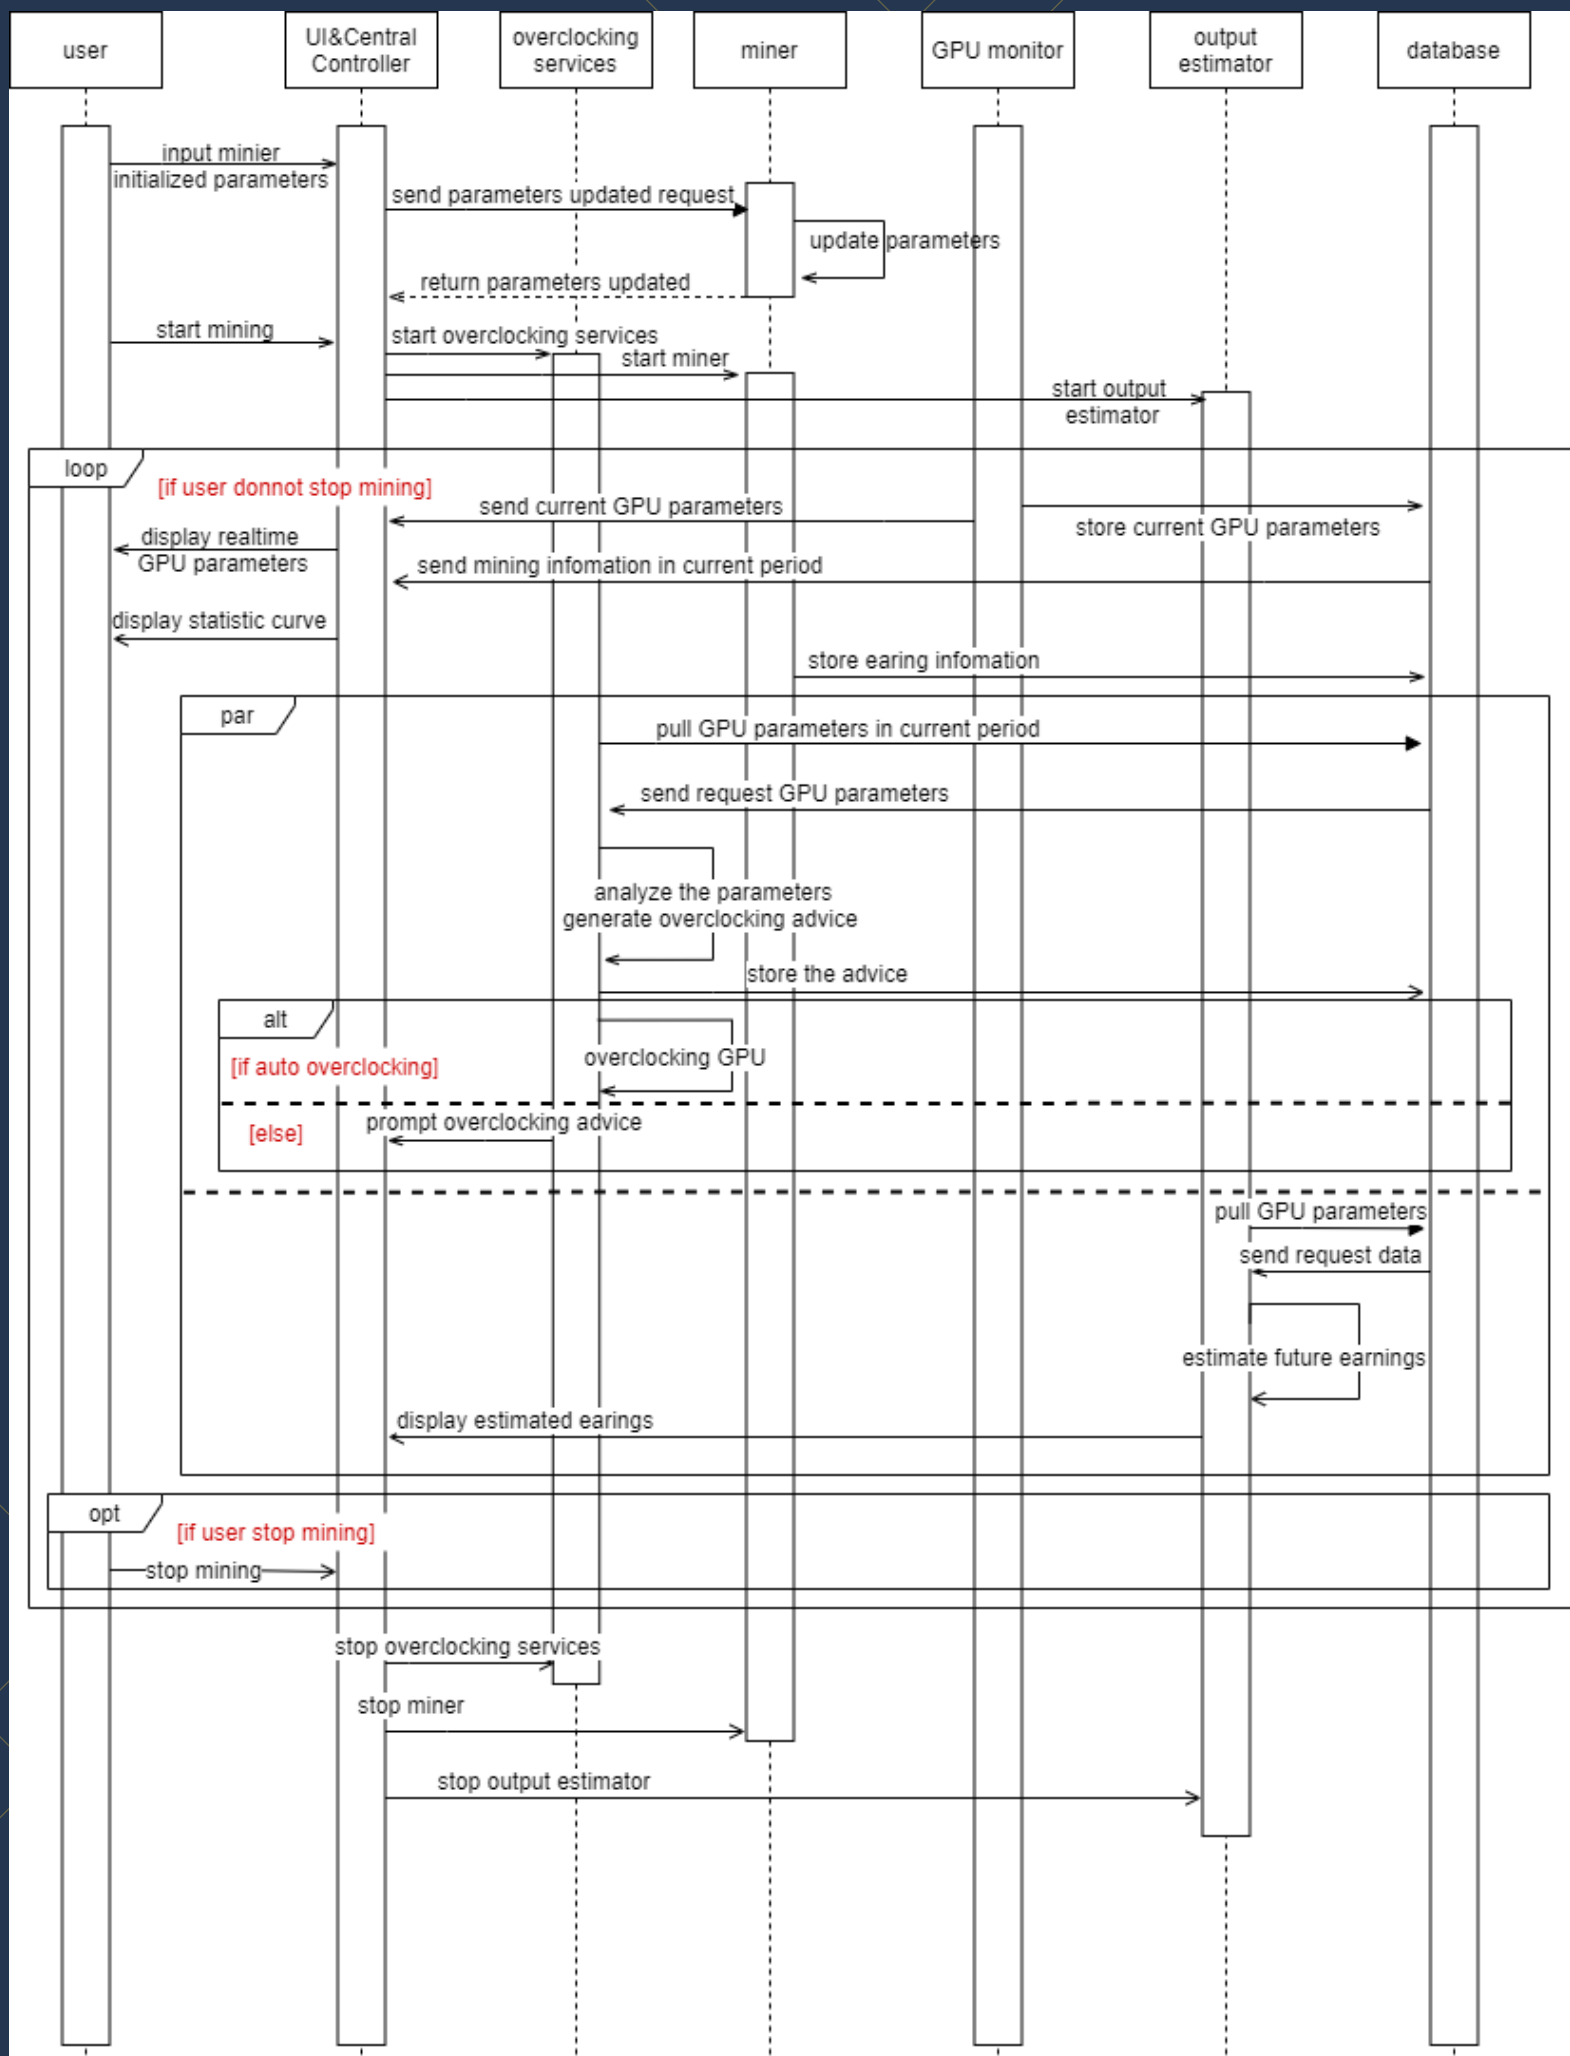 user
UI&Central
Controller
overclocking
services
miner
GPU monitor
output
estimator
database
input minier
initialized parameters
send parameters updated request
update parameters
return parameters updated
start mining
start overclocking services
start miner
start output
estimator
loop
[if user donnot stop mining]
send current GPU parameters
store current GPU parameters
display realtime
GPU parameters
send mining infomation in current period
display statistic curve
store earing infomation
par
pull GPU parameters in current period
send request GPU parameters
analyze the parameters
generate overclocking advice
store the advice
alt
[if auto overclocking]
overclocking GPU
[else]
prompt overclocking advice
pull GPU parameters
send request data
estimate future earnings
display estimated earings
opt
[if user stop mining]
stop mining
stop overclocking services
stop miner
stop output estimator